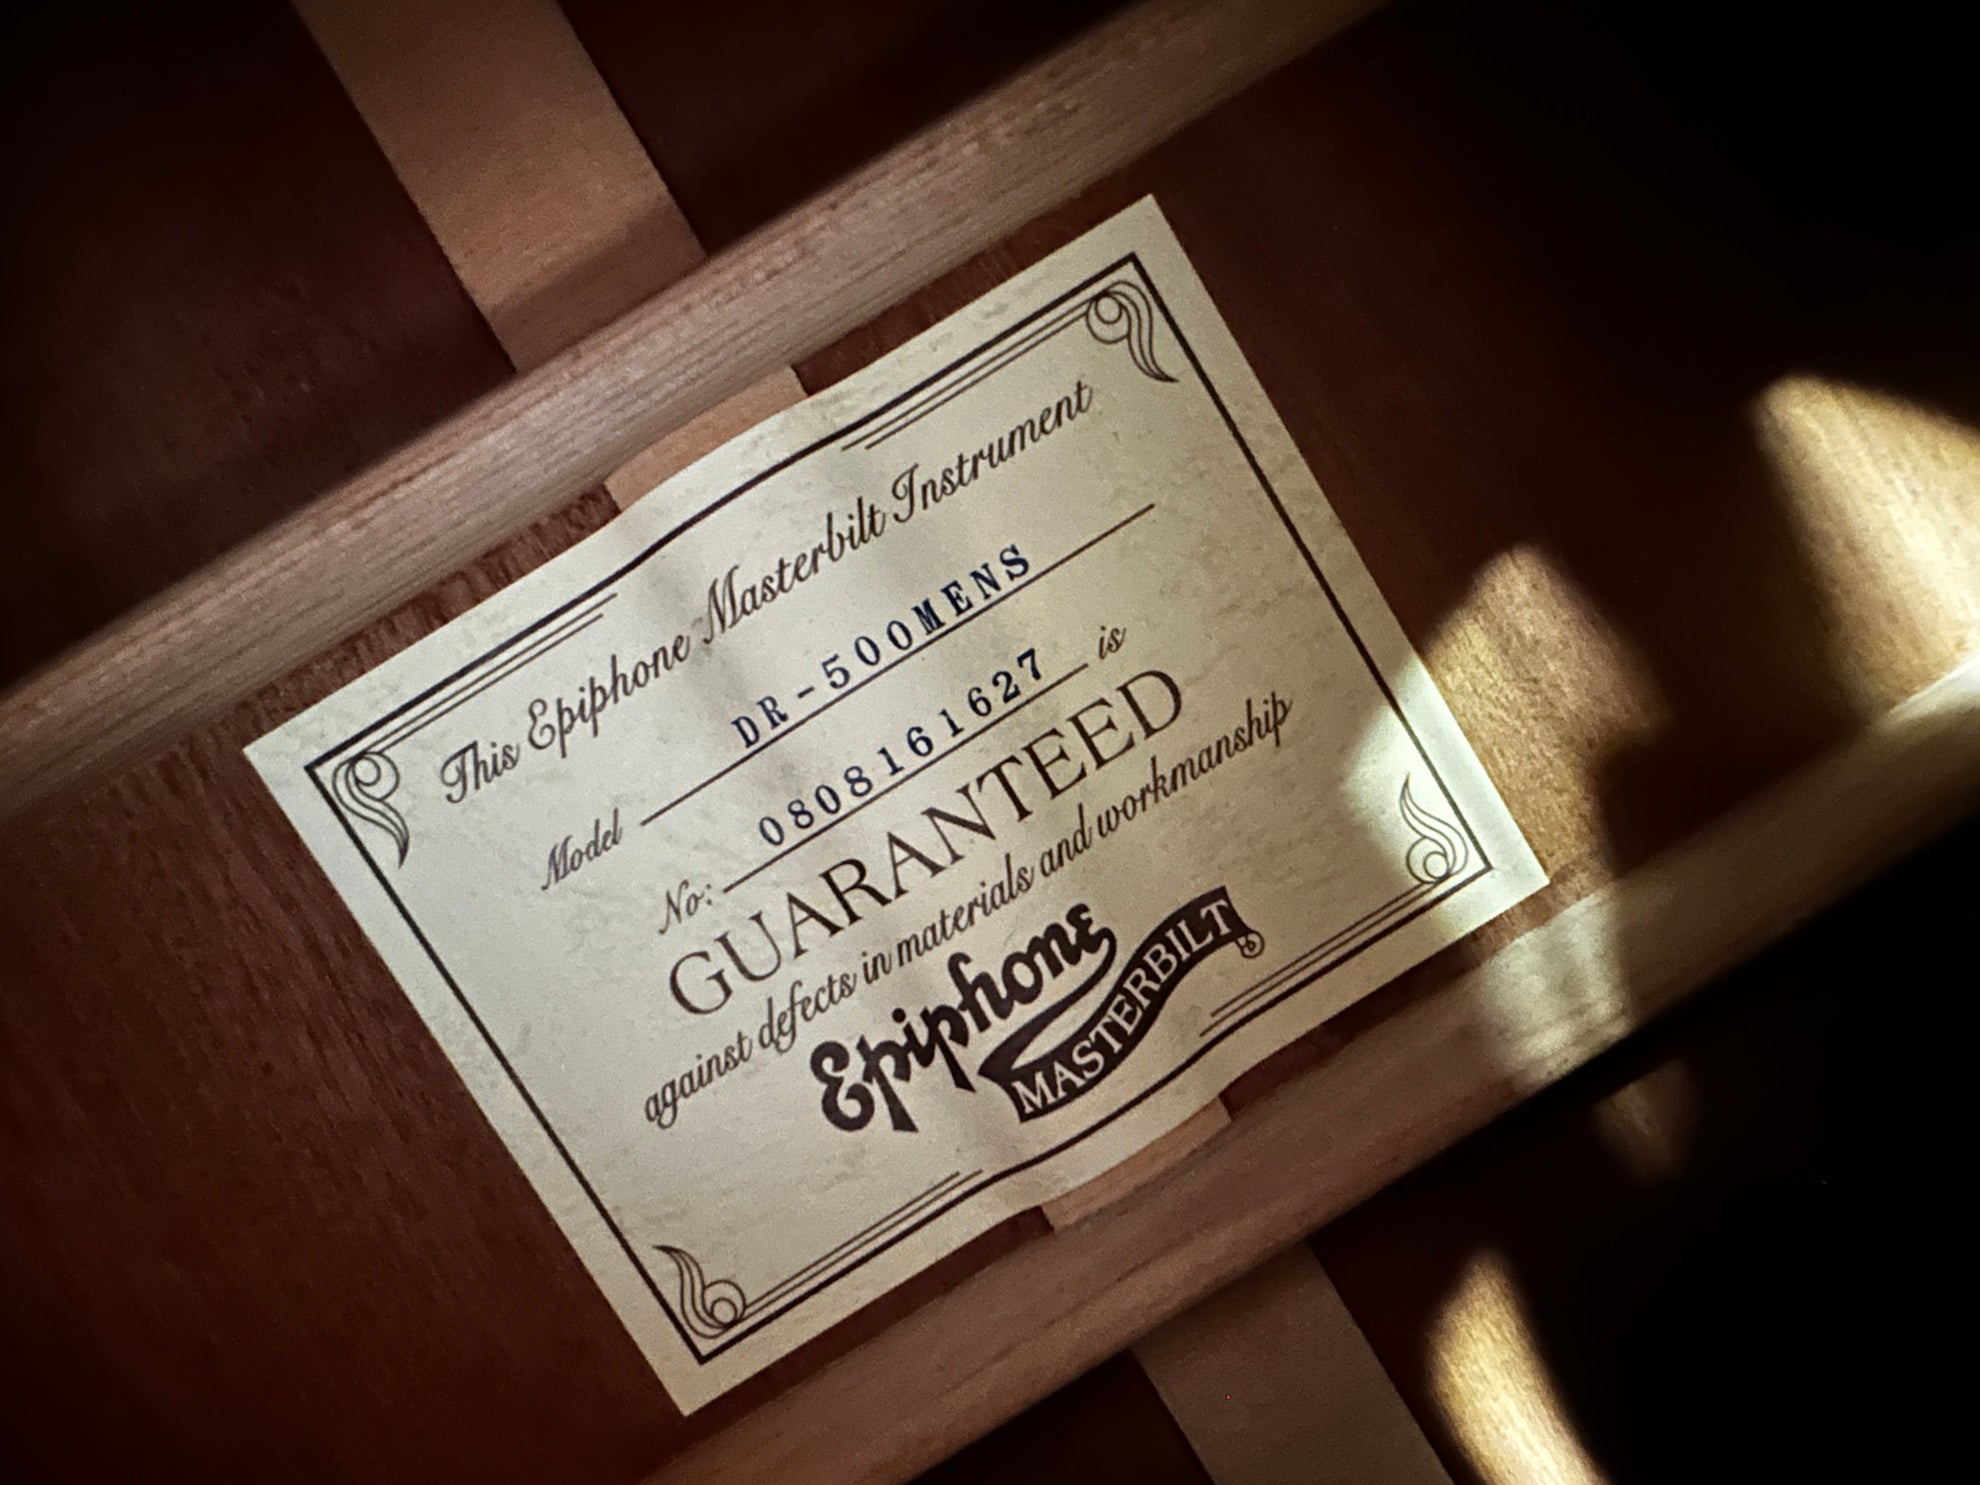 This Epiphone Masterbilt Instrument
Model DR-500MENS
No: 0808161627 is
GUARANTEED
against defects in materials and workmanship
Epiphone
MASTERBILT